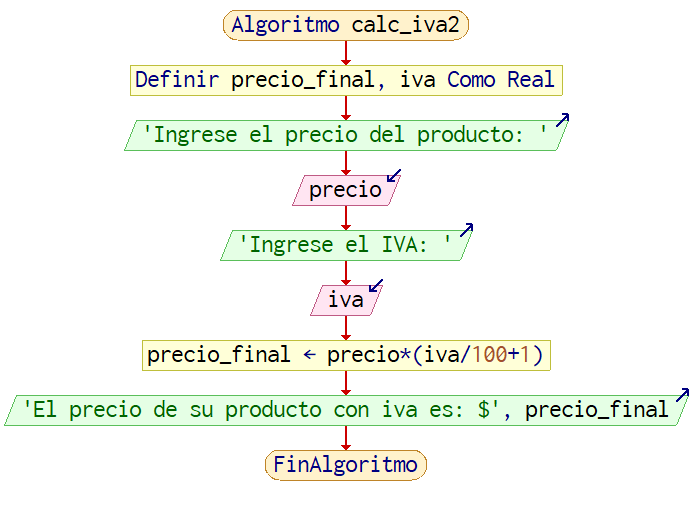 Algoritmo calc_iva2
Definir precio_final, iva Como Real
'Ingrese el precio del producto: '
precio
'Ingrese el IVA: '
iva
precio_final ← precio*(iva/100+1)
'El precio de su producto con iva es: $', precio_final
FinAlgoritmo